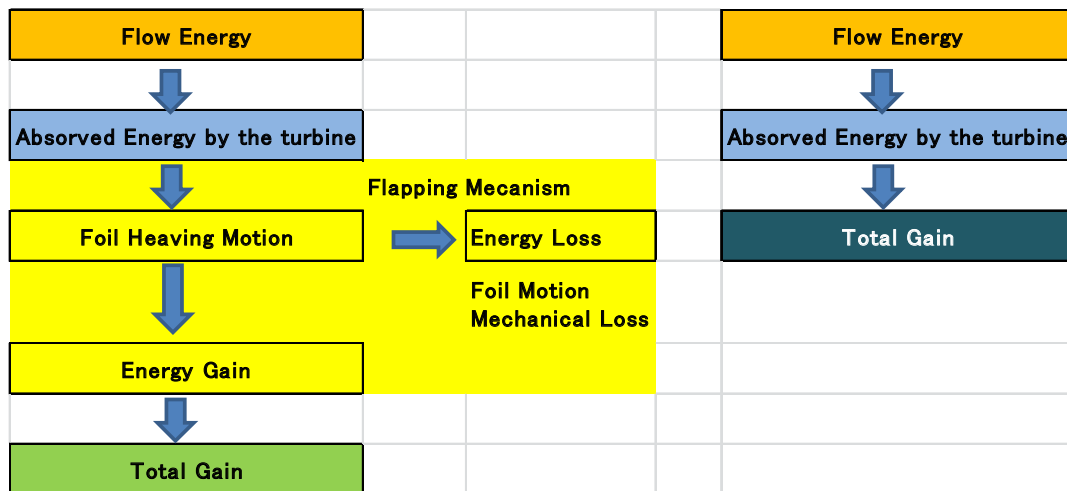 Flow Energy
Absorved Energy by the turbine
Flapping Mecanism
Foil Heaving Motion
Energy Loss
Foil Motion
Mechanical Loss
Energy Gain
Total Gain
Flow Energy
Absorved Energy by the turbine
Total Gain